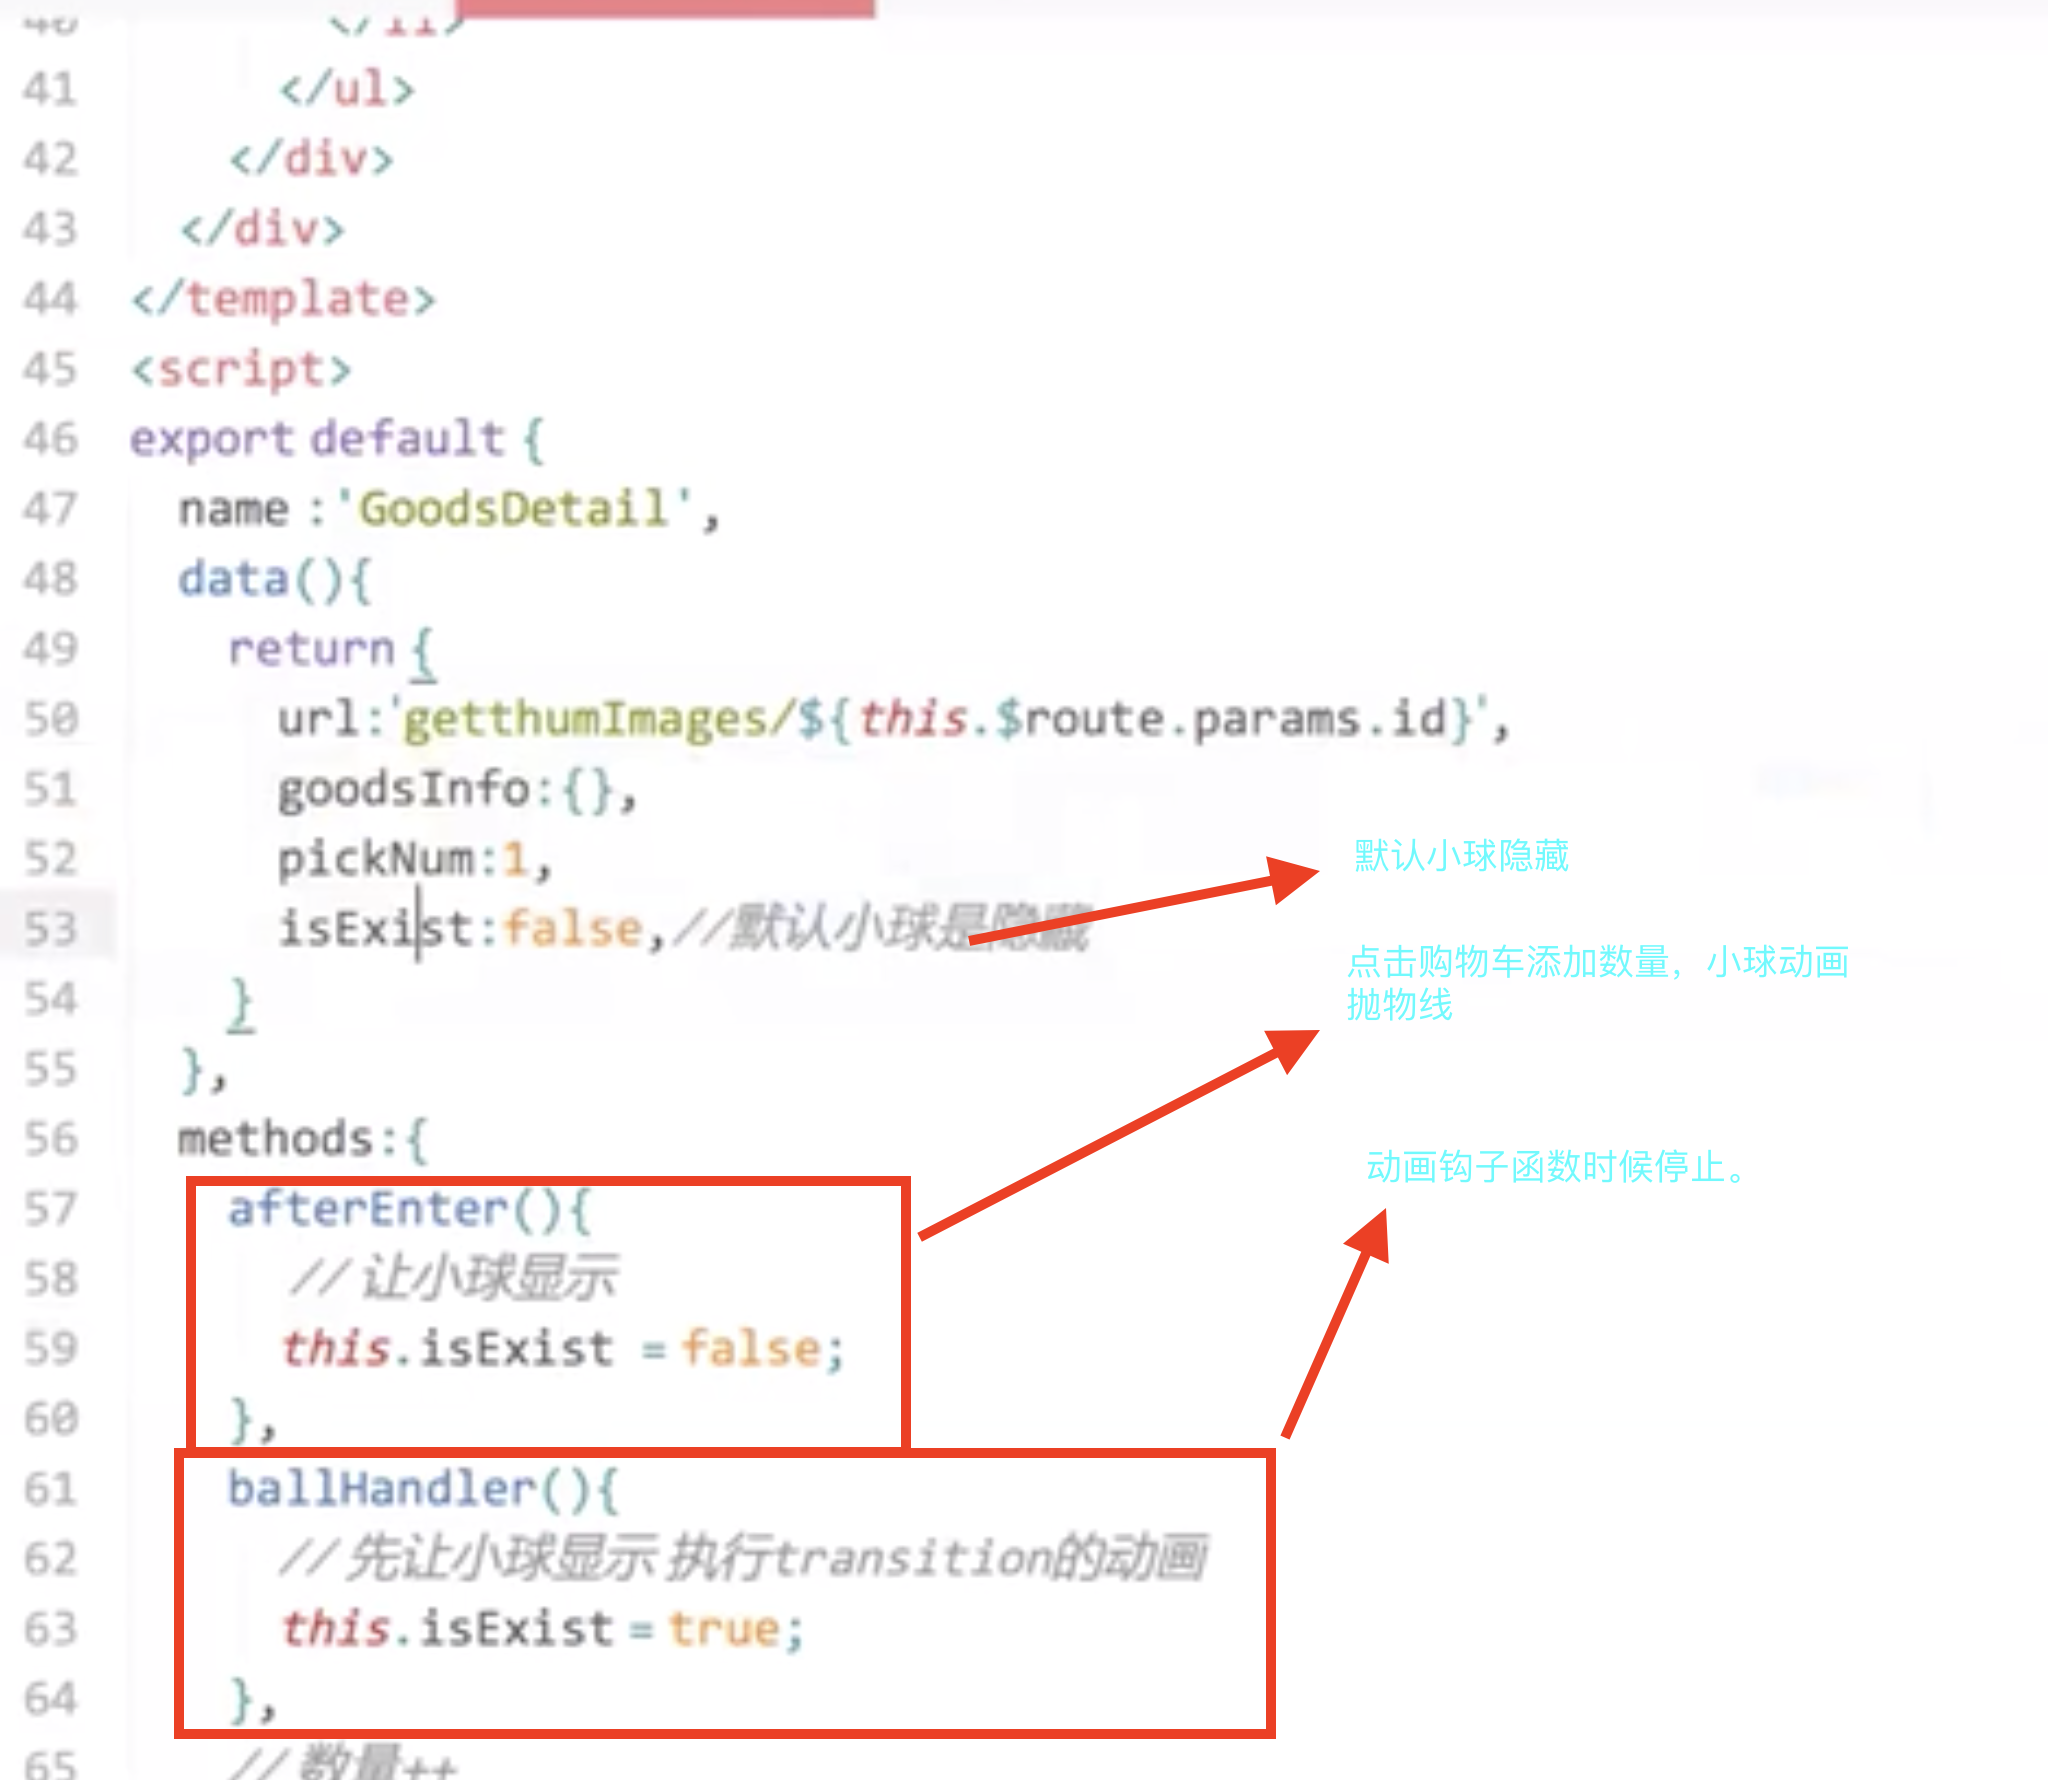 40 </li>
41 </ul>
42 </div>
43 </div>
44 </template>
45 <script>
46 export default {
47 name :'GoodsDetail',
48 data(){
49 return {
50 url:`getthumImages/${this.$route.params.id}`,
51 goodsInfo:{},
52 pickNum:1,
默认小球隐藏
53 isExist:false,//默认小球是隐藏
点击购物车添加数量，小球动画
抛物线
54 }
55 },
56 methods:{
动画钩子函数时候停止。
57 afterEnter(){
58 // 让小球显示
59 this.isExist = false;
60 },
61 ballHandler(){
62 // 先让小球显示 执行transition的动画
63 this.isExist = true;
64 },
65 // 数量++